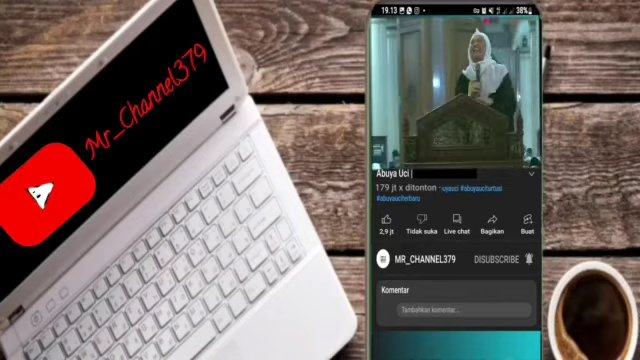 Mr_Channel379
19.13
38%
Abuya Uci |
179 jt x ditonton
#abuyauciturtusi
#abuyauciterbaru
2,9 jt
Tidak suka
Live chat
Bagikan
Buat
MR_CHANNEL379
DISUBSCRIBE
Komentar
Tambahkan komentar...